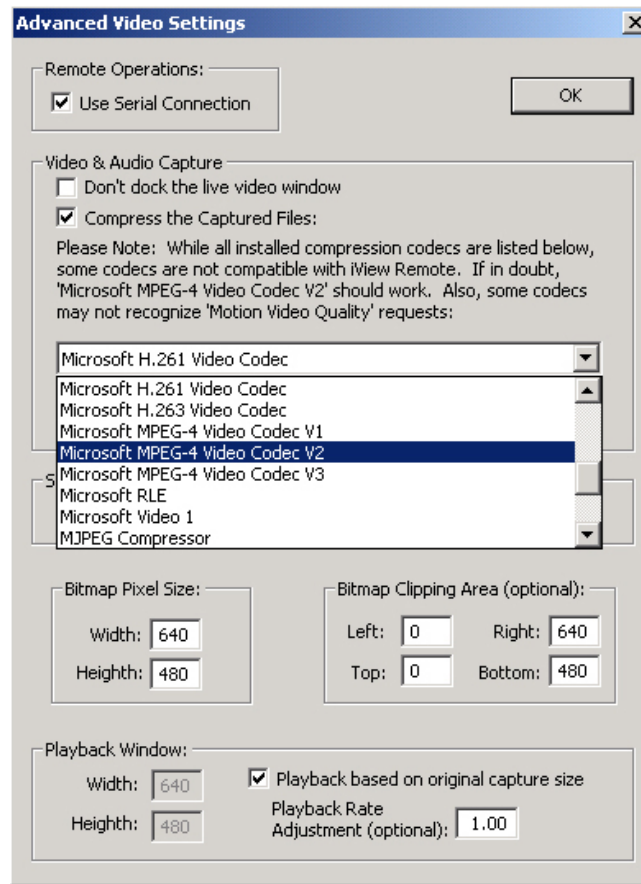 Advanced Video Settings
Remote Operations:
Use Serial Connection
OK
Video & Audio Capture
Don't dock the live video window
Compress the Captured Files:
Please Note: While all installed compression codecs are listed below,
some codecs are not compatible with iView Remote. If in doubt,
'Microsoft MPEG-4 Video Codec V2' should work. Also, some codecs
may not recognize 'Motion Video Quality' requests:
Microsoft H.261 Video Codec
Microsoft H.261 Video Codec
Microsoft H.263 Video Codec
Microsoft MPEG-4 Video Codec V1
Microsoft MPEG-4 Video Codec V2
Microsoft MPEG-4 Video Codec V3
Microsoft RLE
Microsoft Video 1
MJPEG Compressor
Bitmap Pixel Size:
Width: 640
Heighth: 480
Bitmap Clipping Area (optional):
Left: 0 Right: 640
Top: 0 Bottom: 480
Playback Window:
Width: 640
Heighth: 480
Playback based on original capture size
Playback Rate
Adjustment (optional): 1.00